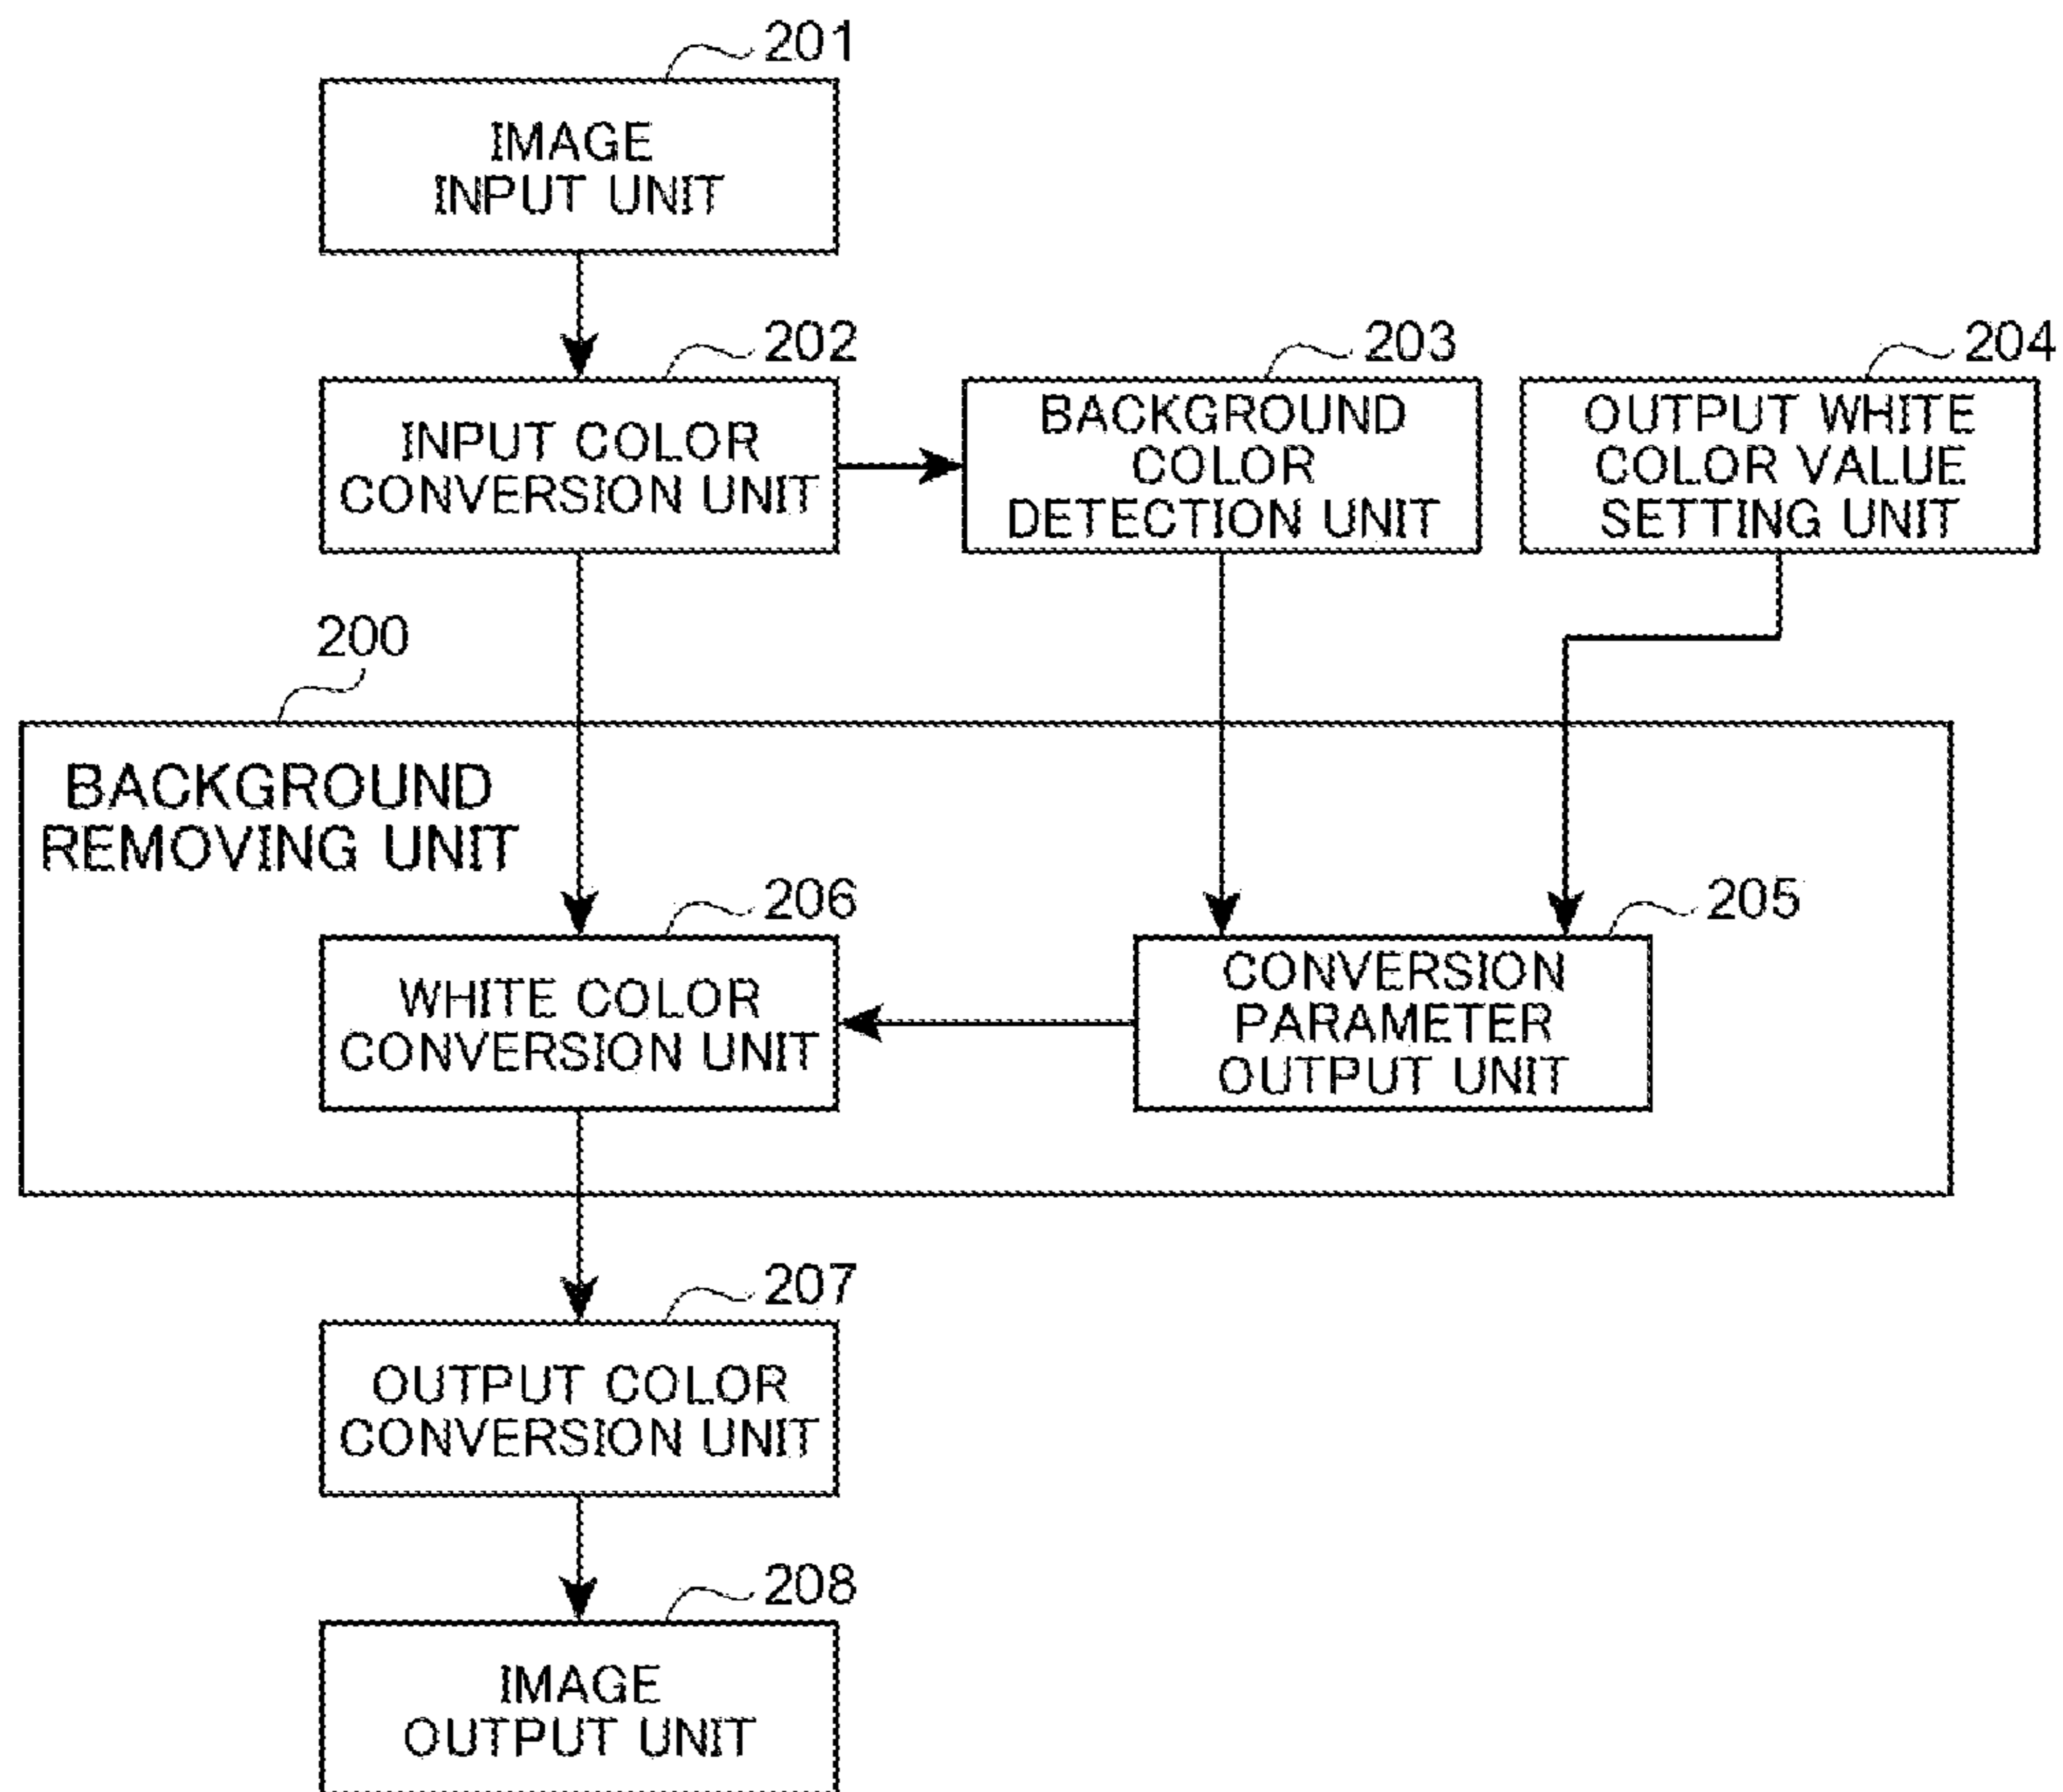 201
IMAGE
INPUT UNIT
202
INPUT COLOR
CONVERSION UNIT
203
BACKGROUND
COLOR
DETECTION UNIT
204
OUTPUT WHITE
COLOR VALUE
SETTING UNIT
200
BACKGROUND
REMOVING UNIT
206
WHITE COLOR
CONVERSION UNIT
205
CONVERSION
PARAMETER
OUTPUT UNIT
207
OUTPUT COLOR
CONVERSION UNIT
208
IMAGE
OUTPUT UNIT